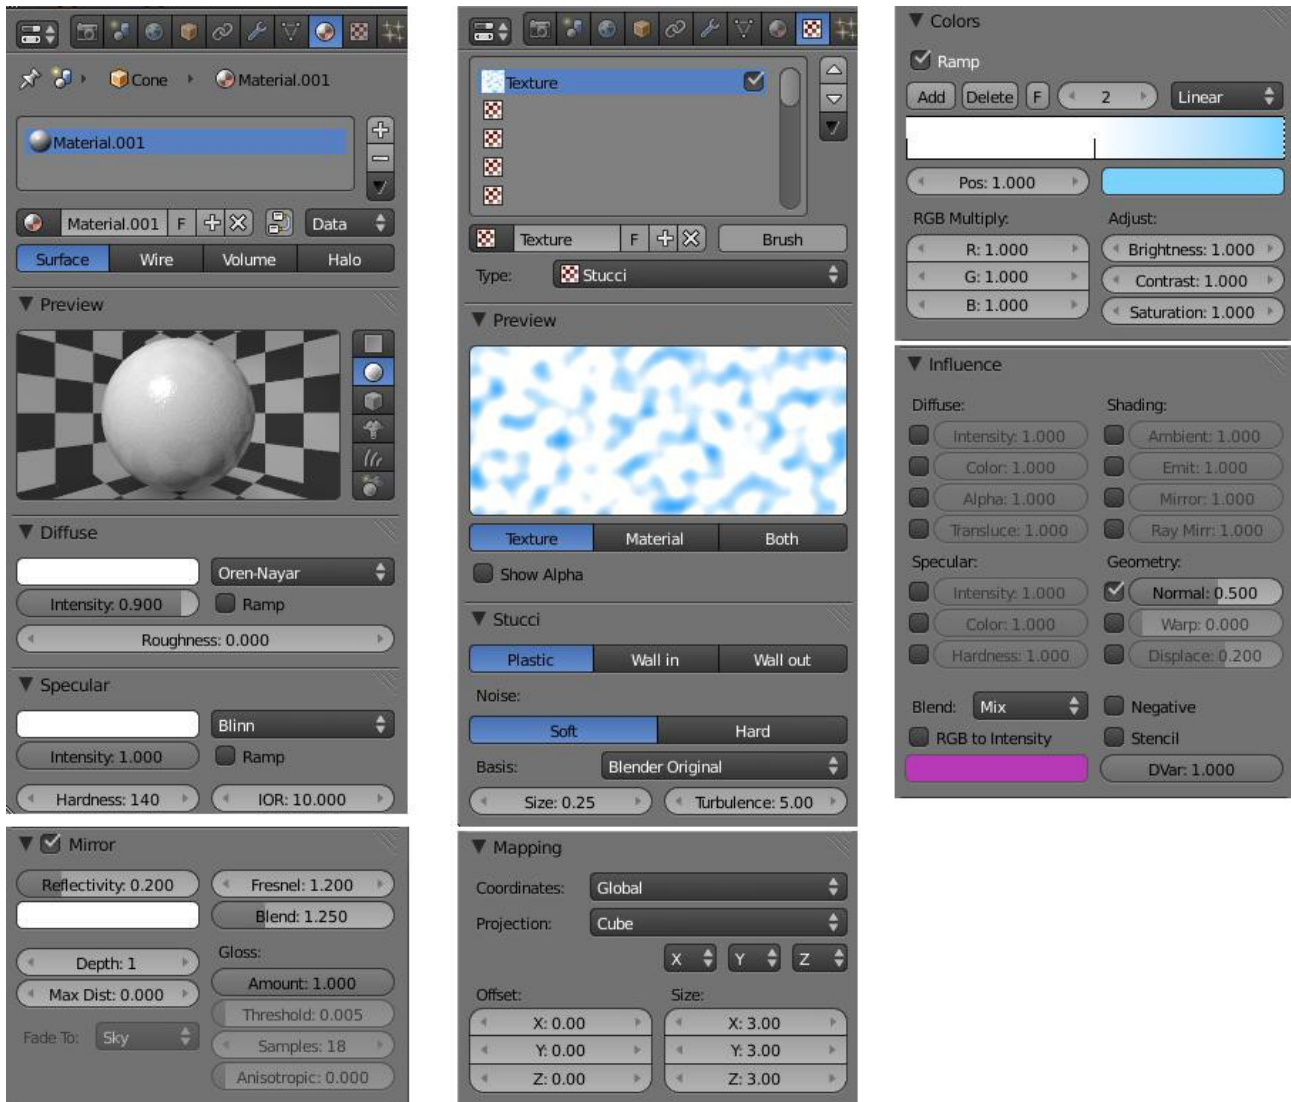 Cone Material.001
Material.001
Material.001 F Data
Surface Wire Volume Halo
Preview
Diffuse
Oren-Nayar
Intensity: 0.900 Ramp
Roughness: 0.000
Specular
Blinn
Intensity: 1.000 Ramp
Hardness: 140 IOR: 10.000
Mirror
Reflectivity: 0.200 Fresnel: 1.200
Blend: 1.250
Gloss:
Depth: 1
Amount: 1.000
Max Dist: 0.000
Threshold: 0.005
Fade To: Sky
Samples: 18
Anisotropic: 0.000
Texture
Texture F Brush
Type: Stucci
Preview
Texture Material Both
Show Alpha
Stucci
Plastic Wall in Wall out
Noise:
Soft Hard
Basis: Blender Original
Size: 0.25 Turbulence: 5.00
Mapping
Coordinates: Global
Projection: Cube
X Y Z
Offset: Size:
X: 0.00 X: 3.00
Y: 0.00 Y: 3.00
Z: 0.00 Z: 3.00
Colors
Ramp
Add Delete F 2 Linear
Pos: 1.000
RGB Multiply: Adjust:
R: 1.000 Brightness: 1.000
G: 1.000 Contrast: 1.000
B: 1.000 Saturation: 1.000
Influence
Diffuse: Shading:
Intensity: 1.000 Ambient: 1.000
Color: 1.000 Emit: 1.000
Alpha: 1.000 Mirror: 1.000
Transluce: 1.000 Ray Mirr: 1.000
Specular: Geometry:
Intensity: 1.000 Normal: 0.500
Color: 1.000 Warp: 0.000
Hardness: 1.000 Displace: 0.200
Blend: Mix Negative
RGB to Intensity Stencil
DVar: 1.000